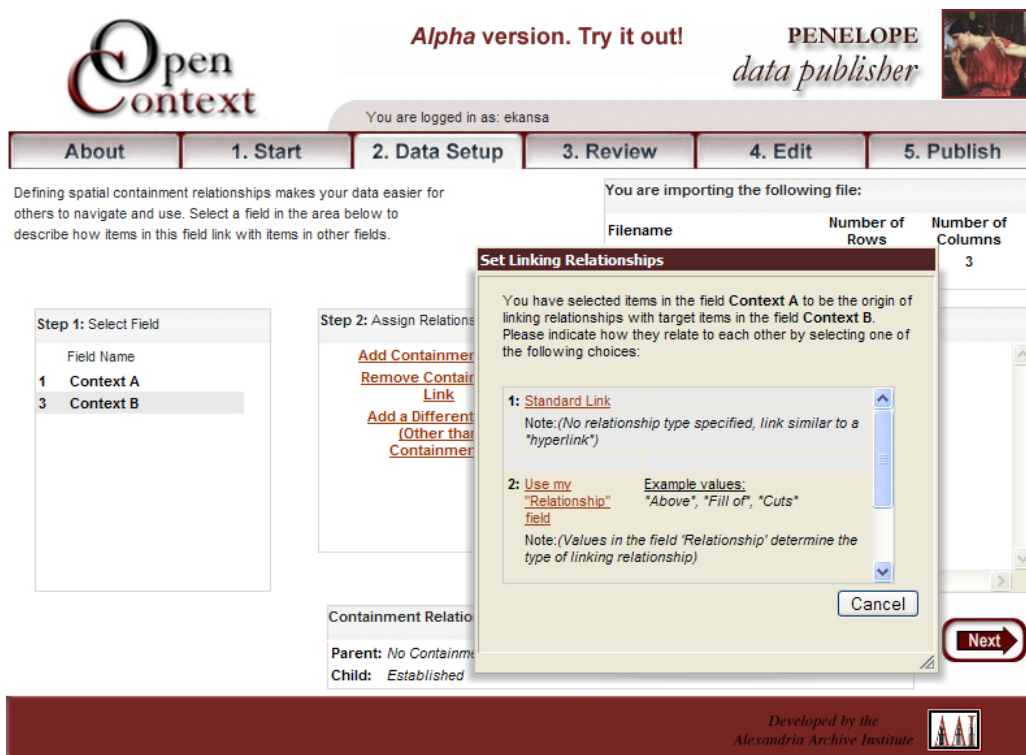 Open
Context
Alpha version. Try it out!
PENELOPE
data publisher
You are logged in as: ekansa
About
1. Start
2. Data Setup
3. Review
4. Edit
5. Publish
Defining spatial containment relationships makes your data easier for
others to navigate and use. Select a field in the area below to
describe how items in this field link with items in other fields.
You are importing the following file:
Filename
Number of
Rows
Number of
Columns
3
Step 1: Select Field
Field Name
1 Context A
3 Context B
Step 2: Assign Relations
Add Containmer
Remove Contair
Link
Add a Different
(Other thar
Containmer
Set Linking Relationships
You have selected items in the field Context A to be the origin of
linking relationships with target items in the field Context B.
Please indicate how they relate to each other by selecting one of
the following choices:
1: Standard Link
Note:(No relationship type specified, link similar to a
"hyperlink")
2: Use my
"Relationship"
field
Example values:
"Above", "Fill of", "Cuts"
Note:(Values in the field 'Relationship' determine the
type of linking relationship)
Cancel
Containment Relatio
Parent: No Containme
Child: Established
Next
Developed by the
Alexandria Archive Institute
AAI